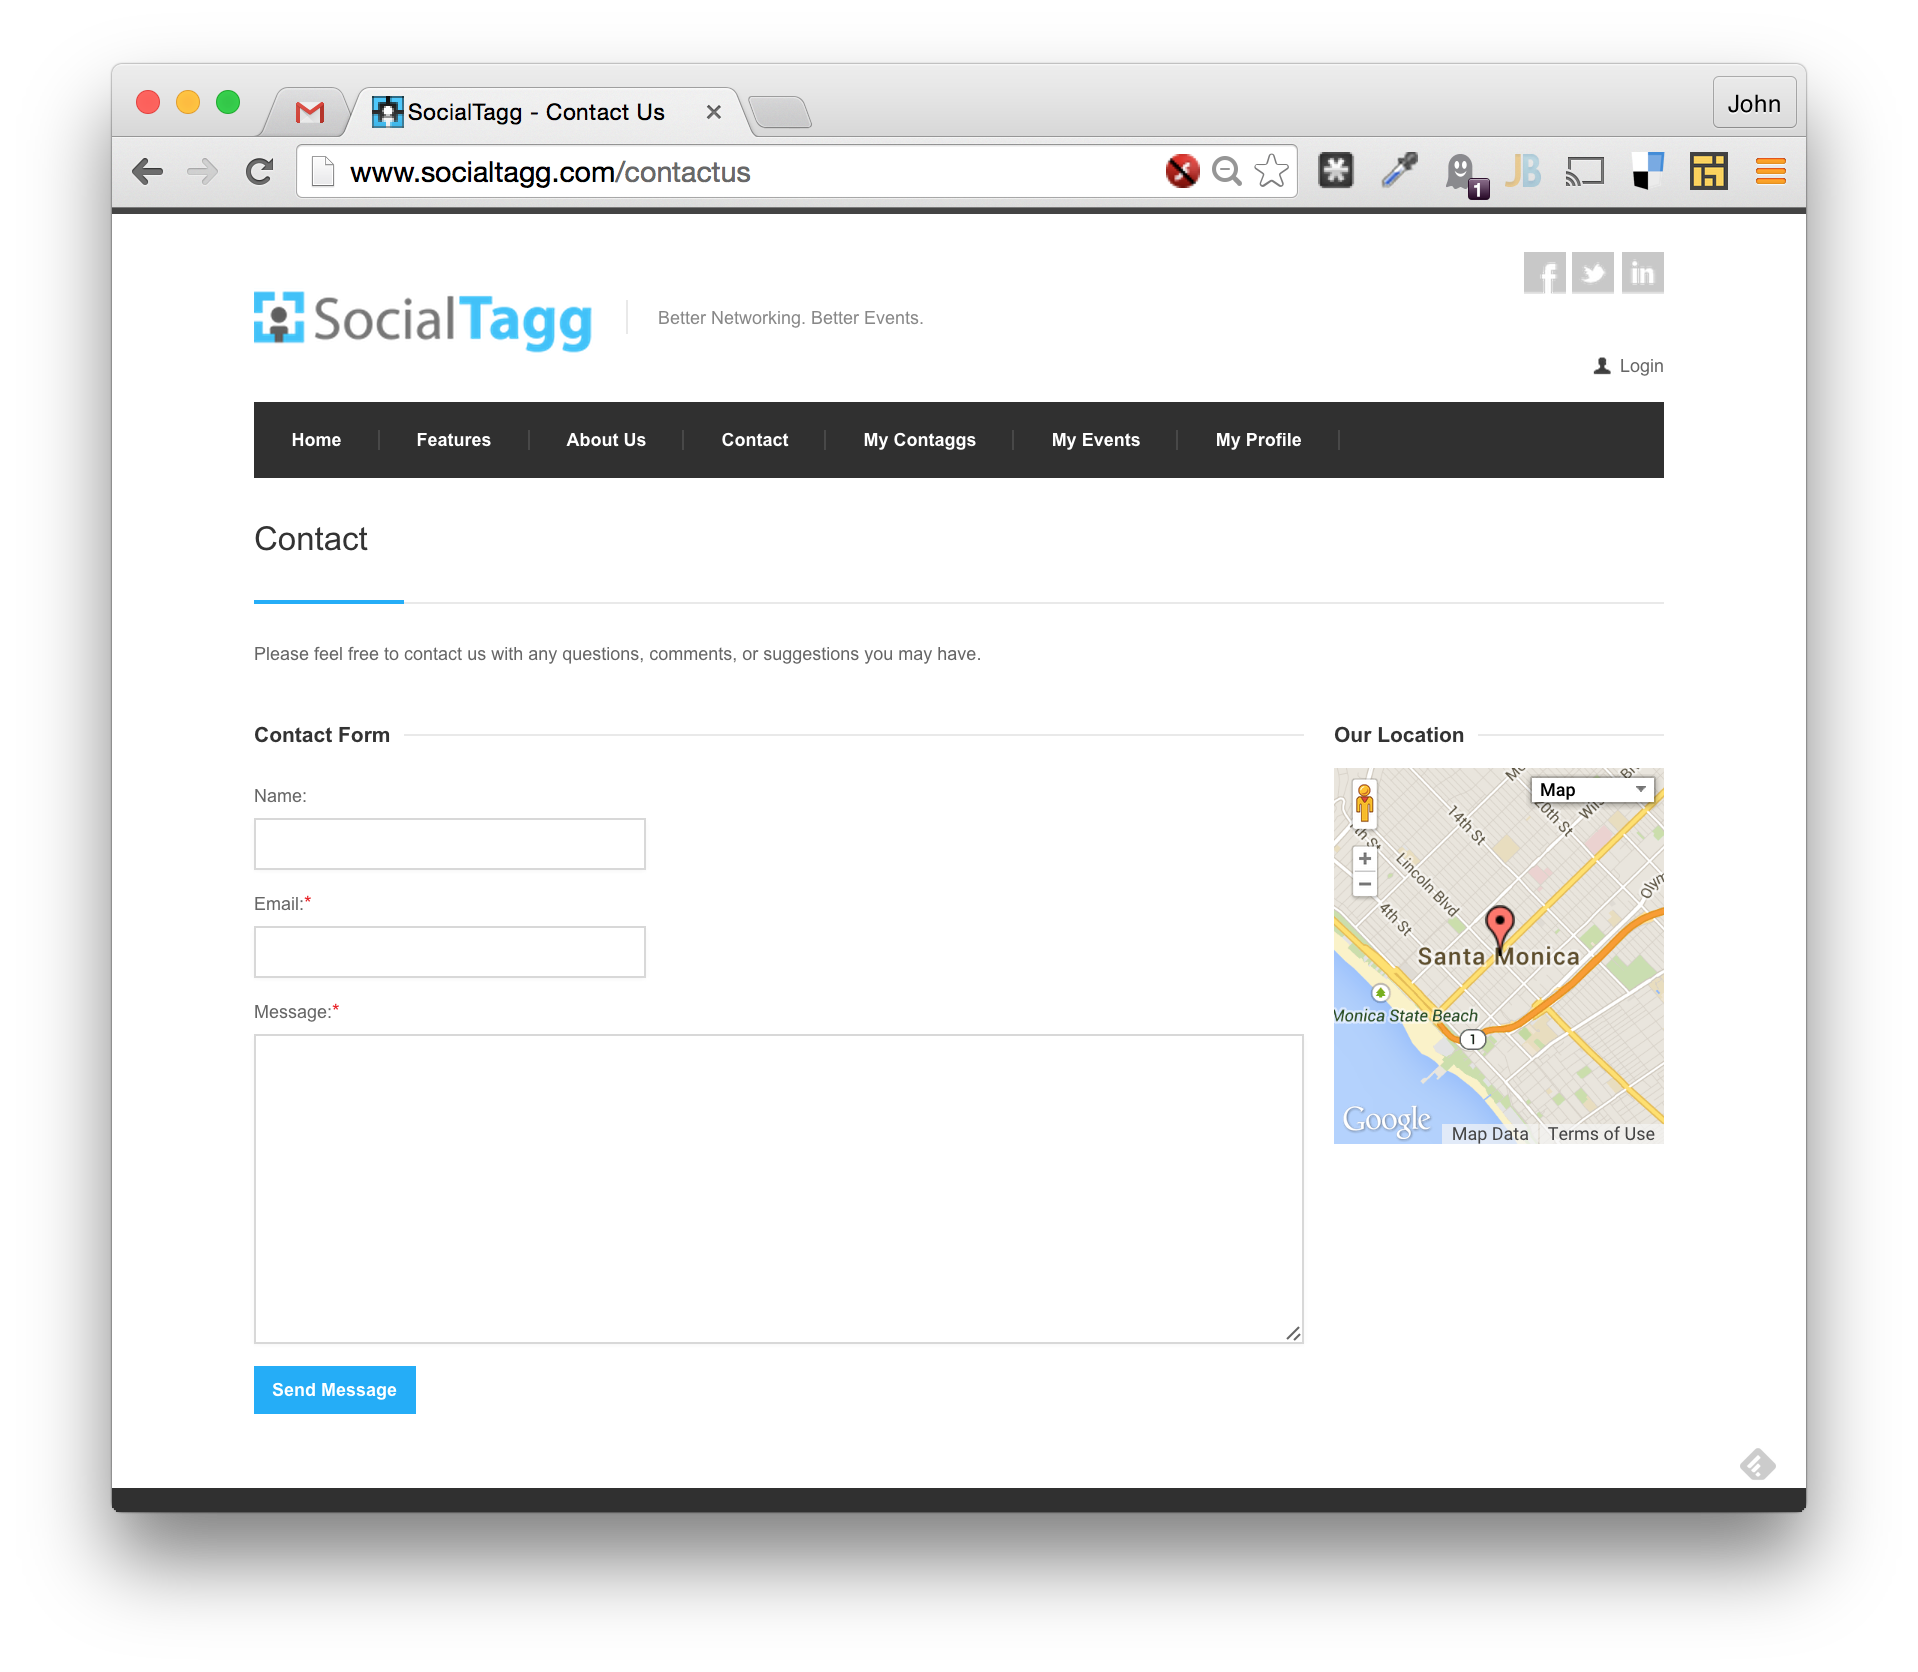 SocialTagg - Contact Us
John
www.socialtagg.com/contactus
1
JB
f
in
SocialTagg
Better Networking. Better Events.
Login
Home
Features
About Us
Contact
My Contaggs
My Events
My Profile
Contact
Please feel free to contact us with any questions, comments, or suggestions you may have.
Contact Form
Our Location
Name:
Email:*
Message:*
Send Message
Map
14th St
20th St
Lincoln Blvd
4th St
Santa Monica
Monica State Beach
1
Google
Map Data
Terms of Use